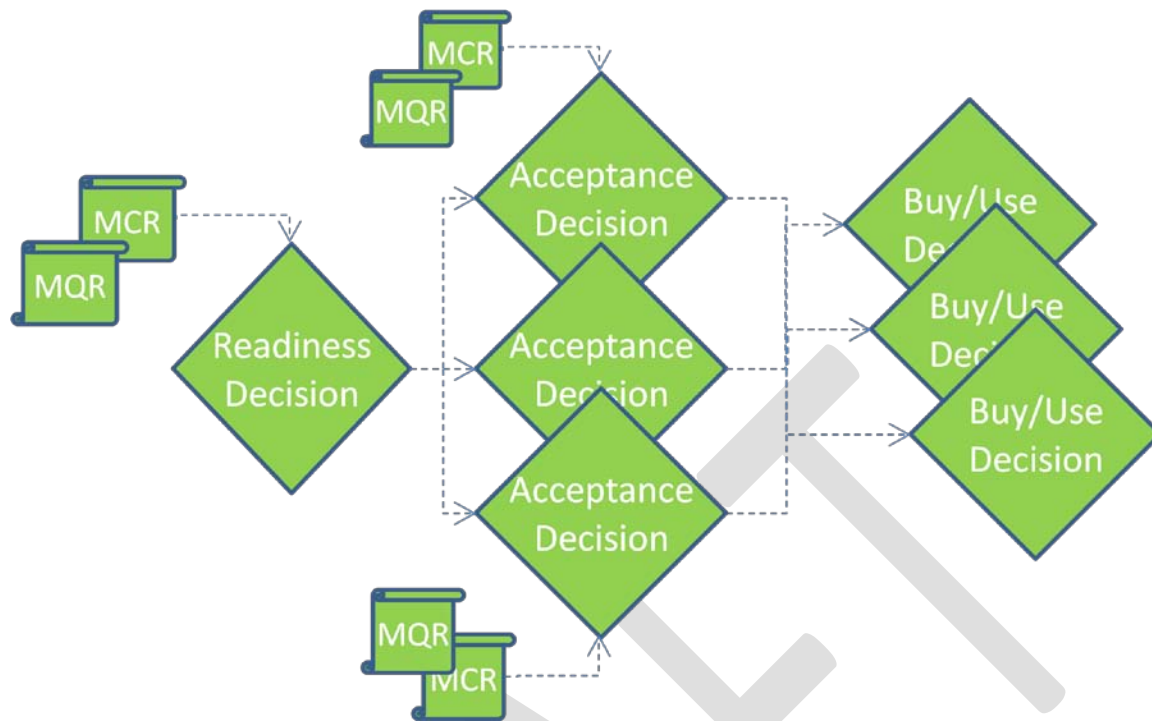 MCR
MQR
MCR
MQR
Readiness
Decision
Acceptance
Decision
Acceptance
Decision
Acceptance
Decision
MQR
MCR
Buy/Use
Buy/Use
Buy/Use
Decision